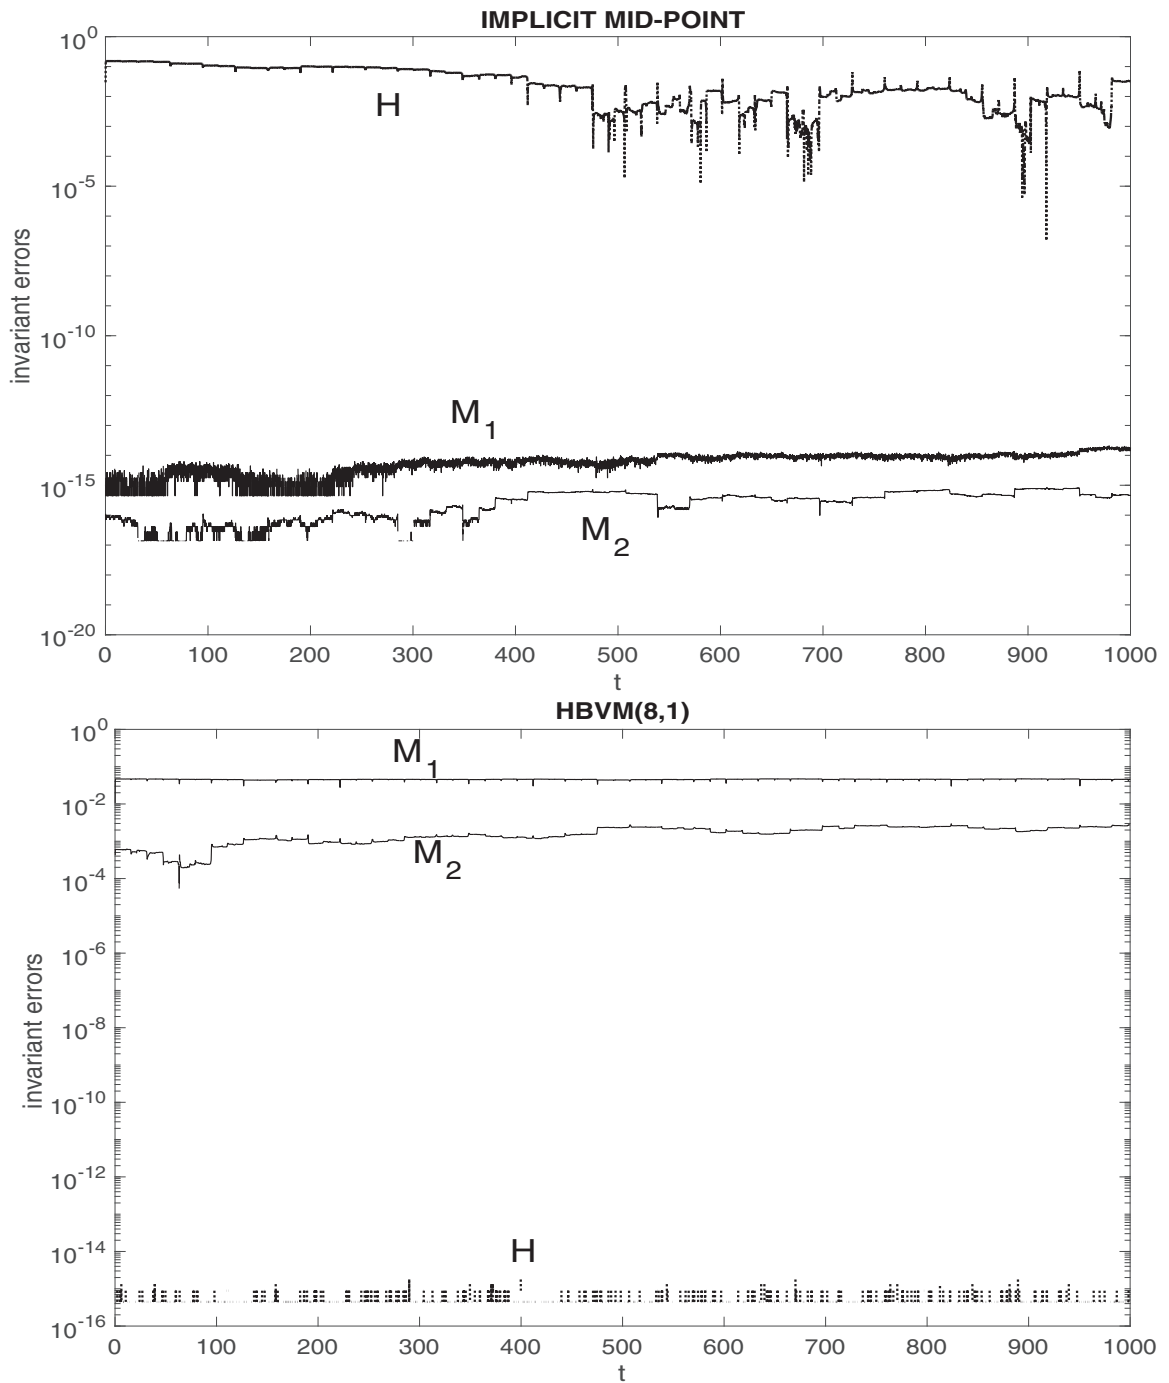 IMPLICIT MID-POINT
10^0
H
10^-5
invariant errors
10^-10
M_1
10^-15
M_2
10^-20
0 100 200 300 400 500 600 700 800 900 1000
t
HBVM(8,1)
10^0
M_1
10^-2
M_2
10^-4
10^-6
invariant errors
10^-8
10^-10
10^-12
10^-14
H
10^-16
0 100 200 300 400 500 600 700 800 900 1000
t